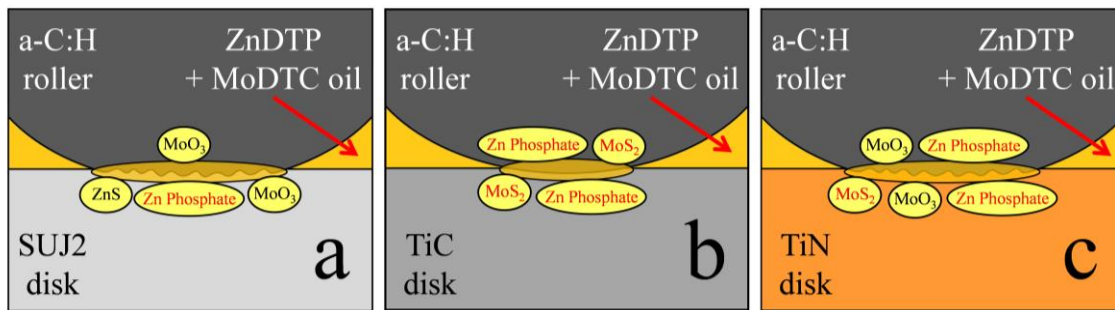 a-C:H ZnDTP
roller + MoDTC oil
MoO₃
ZnS Zn Phosphate MoO₃
SUJ2
disk
a
a-C:H ZnDTP
roller + MoDTC oil
Zn Phosphate MoS₂
MoS₂ Zn Phosphate
TiC
disk
b
a-C:H ZnDTP
roller + MoDTC oil
MoO₃ Zn Phosphate
MoS₂ MoO₃ Zn Phosphate
TiN
disk
c